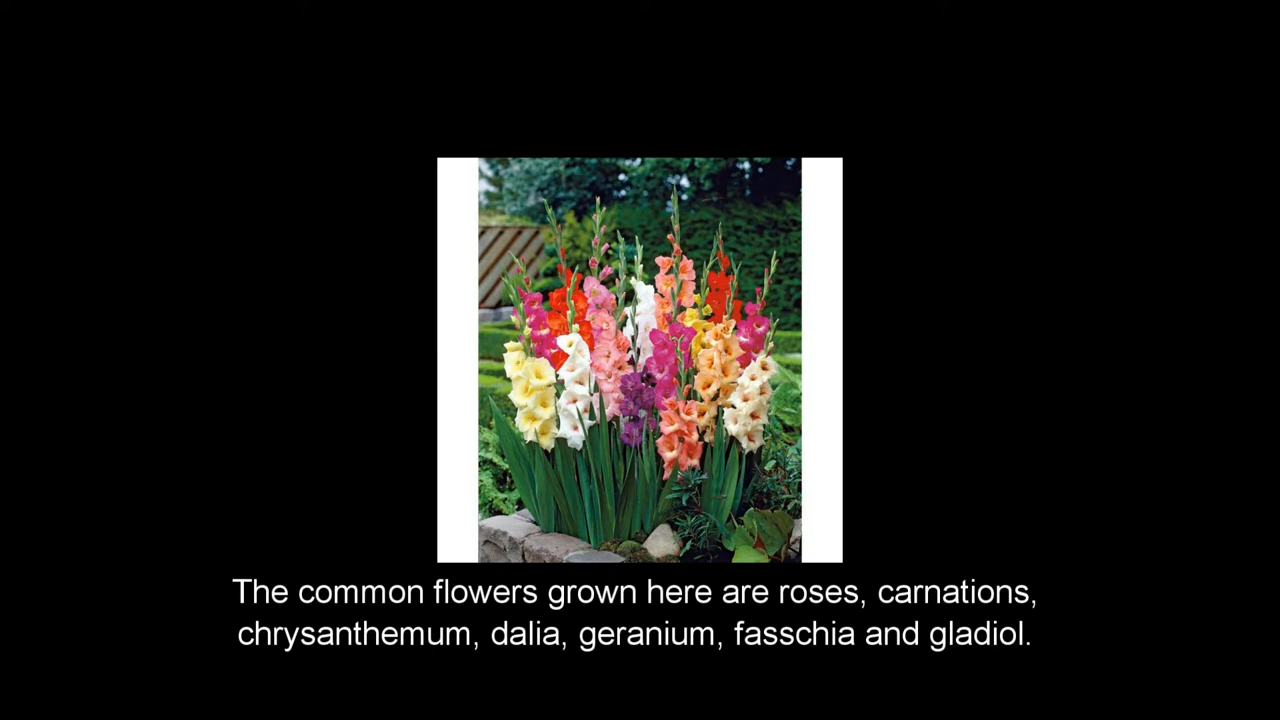 The common flowers grown here are roses, carnations,
chrysanthemum, dalia, geranium, fasschia and gladiol.